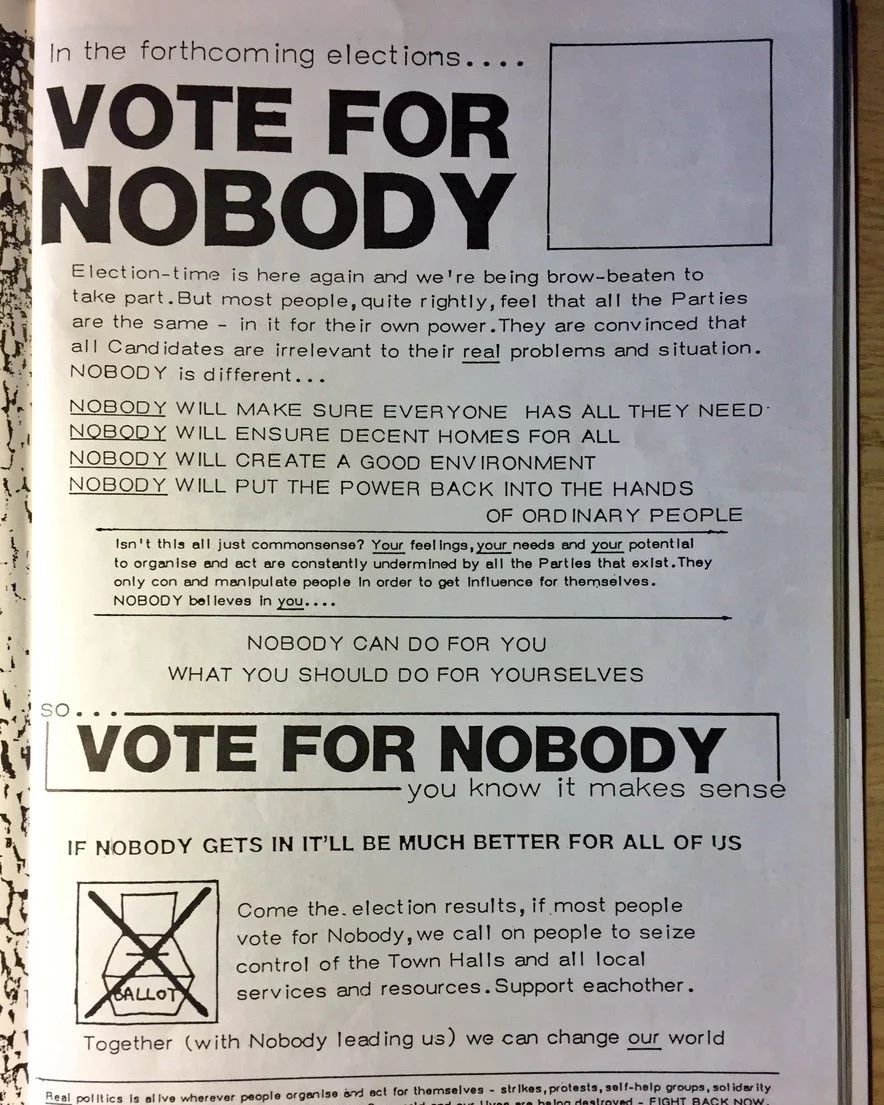 In the forthcoming elections....
VOTE FOR
NOBODY
Election-time is here again and we're being brow-beaten to
take part.But most people,quite rightly,feel that all the Parties
are the same - in it for their own power.They are convinced that
all Candidates are irrelevant to their real problems and situation.
NOBODY is different...
NOBODY WILL MAKE SURE EVERYONE HAS ALL THEY NEED
NOBODY WILL ENSURE DECENT HOMES FOR ALL
NOBODY WILL CREATE A GOOD ENVIRONMENT
NOBODY WILL PUT THE POWER BACK INTO THE HANDS
OF ORDINARY PEOPLE
Isn't this all just commonsense? Your feelings,your needs and your potential
to organise and act are constantly undermined by all the Parties that exist.They
only con and manipulate people in order to get influence for themselves.
NOBODY believes in you....
NOBODY CAN DO FOR YOU
WHAT YOU SHOULD DO FOR YOURSELVES
so...
VOTE FOR NOBODY
you know it makes sense
IF NOBODY GETS IN IT'LL BE MUCH BETTER FOR ALL OF US
Come the election results, if most people
vote for Nobody,we call on people to seize
control of the Town Halls and all local
services and resources.Support eachother.
BALLOT
Together (with Nobody leading us) we can change our world
Real politics is alive wherever people organise and act for themselves - strikes,protests,self-help groups,solidarity
and our lives are being destroyed - FIGHT BACK NOW.